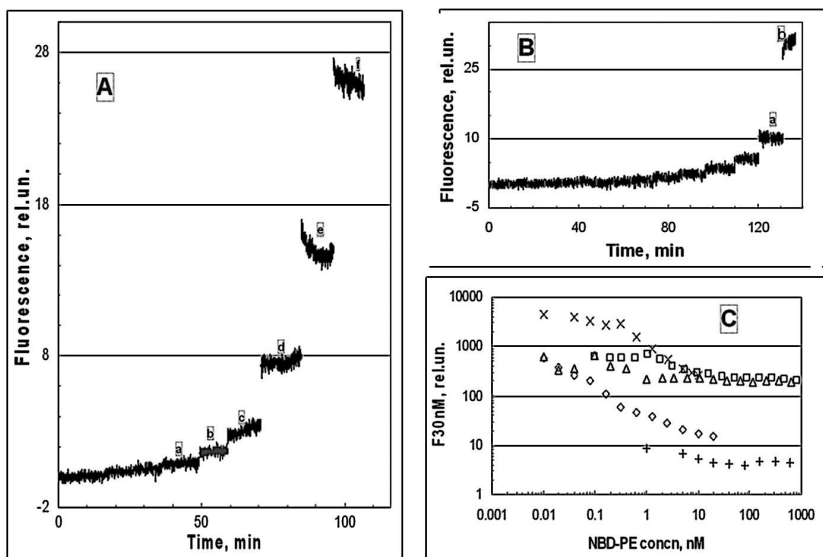 A
Fluorescence, rel.un.
28
18
8
-2
a
b
c
d
e
f
0
50
100
Time, min
B
Fluorescence, rel.un.
25
10
-5
a
b
0
40
80
120
Time, min
C
F30nM, rel.un.
10000
1000
100
10
1
0.001
0.01
0.1
1
10
100
1000
NBD-PE concn, nM